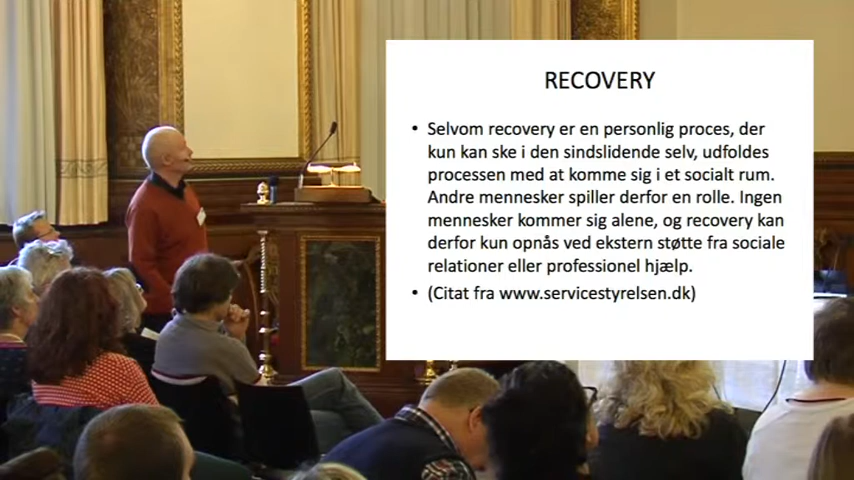 RECOVERY
• Selvom recovery er en personlig proces, der
kun kan ske i den sindslidende selv, udfoldes
processen med at komme sig i et socialt rum.
Andre mennesker spiller derfor en rolle. Ingen
mennesker kommer sig alene, og recovery kan
derfor kun opnås ved ekstern støtte fra sociale
relationer eller professionel hjælp.
• (Citat fra www.servicestyrelsen.dk)